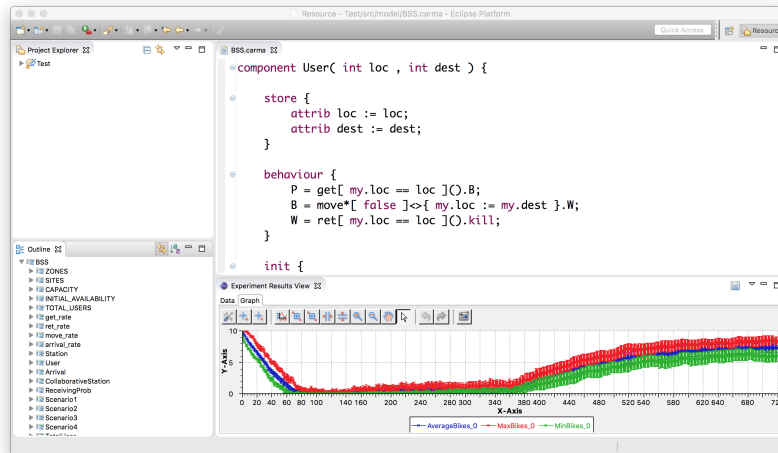 Resource - Test/src/model/BSS.carma - Eclipse Platform
Quick Access
Resourc
Project Explorer
Test
BSS.carma
component User( int loc , int dest ) {
store {
attrib loc := loc;
attrib dest := dest;
}
behaviour {
P = get[ my.loc == loc ]().B;
B = move*[ false ]<>{ my.loc := my.dest }.W;
W = ret[ my.loc == loc ]().kill;
}
init {
Outline
BSS
ZONES
SITES
CAPACITY
INITIAL_AVAILABILITY
TOTAL_USERS
get_rate
ret_rate
move_rate
arrival_rate
Station
User
Arrival
CollaborativeStation
ReceivingProb
Scenario1
Scenario2
Scenario3
Scenario4
Experiment Results View
Data Graph
10
5
0
Y-Axis
0 20 40 60 80 100 140 160 200 240 280 300 340 380 400 440 480 520 540 580 620 640 680 72
X-Axis
AverageBikes_0 MaxBikes_0 MinBikes_0